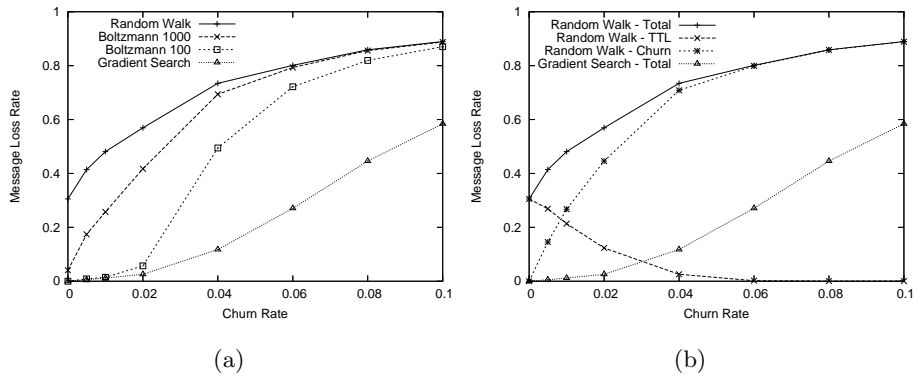 Message Loss Rate
1
0.8
0.6
0.4
0.2
0
Random Walk
Boltzmann 1000
Boltzmann 100
Gradient Search
0 0.02 0.04 0.06 0.08 0.1
Churn Rate
(a)
Message Loss Rate
1
0.8
0.6
0.4
0.2
0
Random Walk - Total
Random Walk - TTL
Random Walk - Churn
Gradient Search - Total
0 0.02 0.04 0.06 0.08 0.1
Churn Rate
(b)